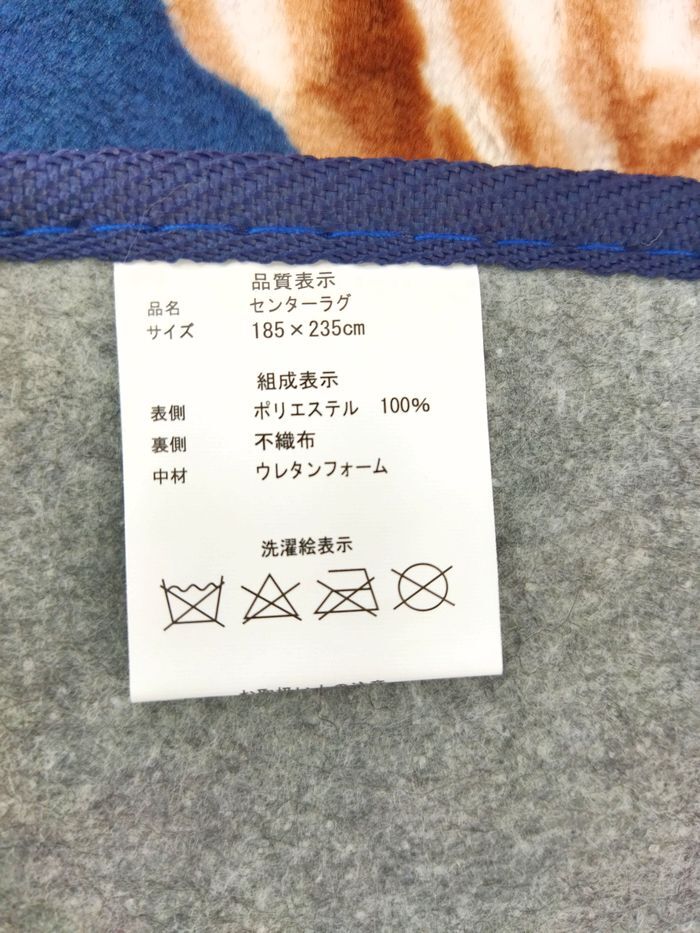 品質表示
品名 センターラグ
サイズ 185×235cm
組成表示
表側 ポリエステル 100%
裏側 不織布
中材 ウレタンフォーム
洗濯絵表示